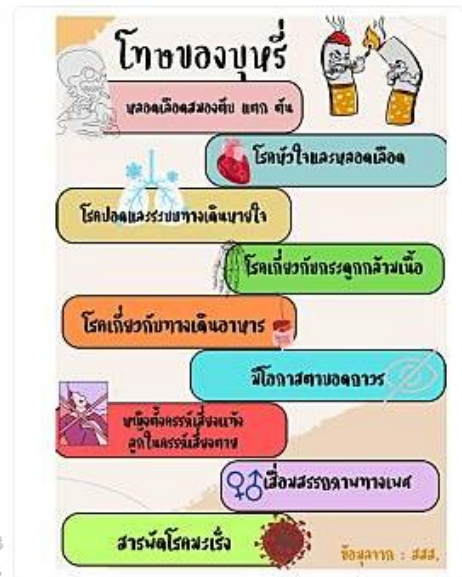 โทษของบุหรี่
หลอดเลือดสมองตีบ แตก ตัน
โรคหัวใจและหลอดเลือด
โรคปอดและระบบทางเดินหายใจ
โรคเกี่ยวกับกระดูกกล้ามเนื้อ
โรคเกี่ยวกับทางเดินอาหาร
มีโอกาสตาบอดถาวร
หญิงตั้งครรภ์เสี่ยงแท้ง
ลูกในครรภ์เสี่ยงตาย
เสื่อมสรรถภาพทางเพศ
สารพัดโรคมะเร็ง
ข้อมูลจาก : สสส.